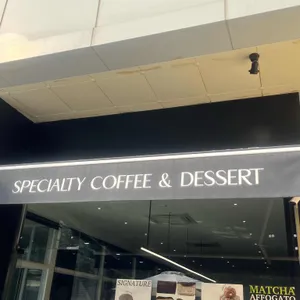 SPECIALTY COFFEE & DESSERT
SIGNATURE
MATCHA
AFFOGATO